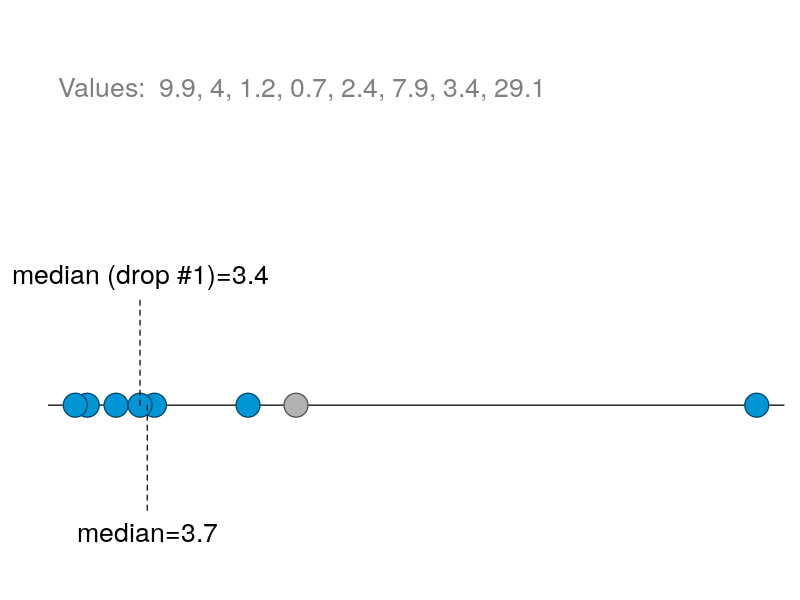 Values:  9.9, 4, 1.2, 0.7, 2.4, 7.9, 3.4, 29.1
median (drop #1)=3.4
median=3.7